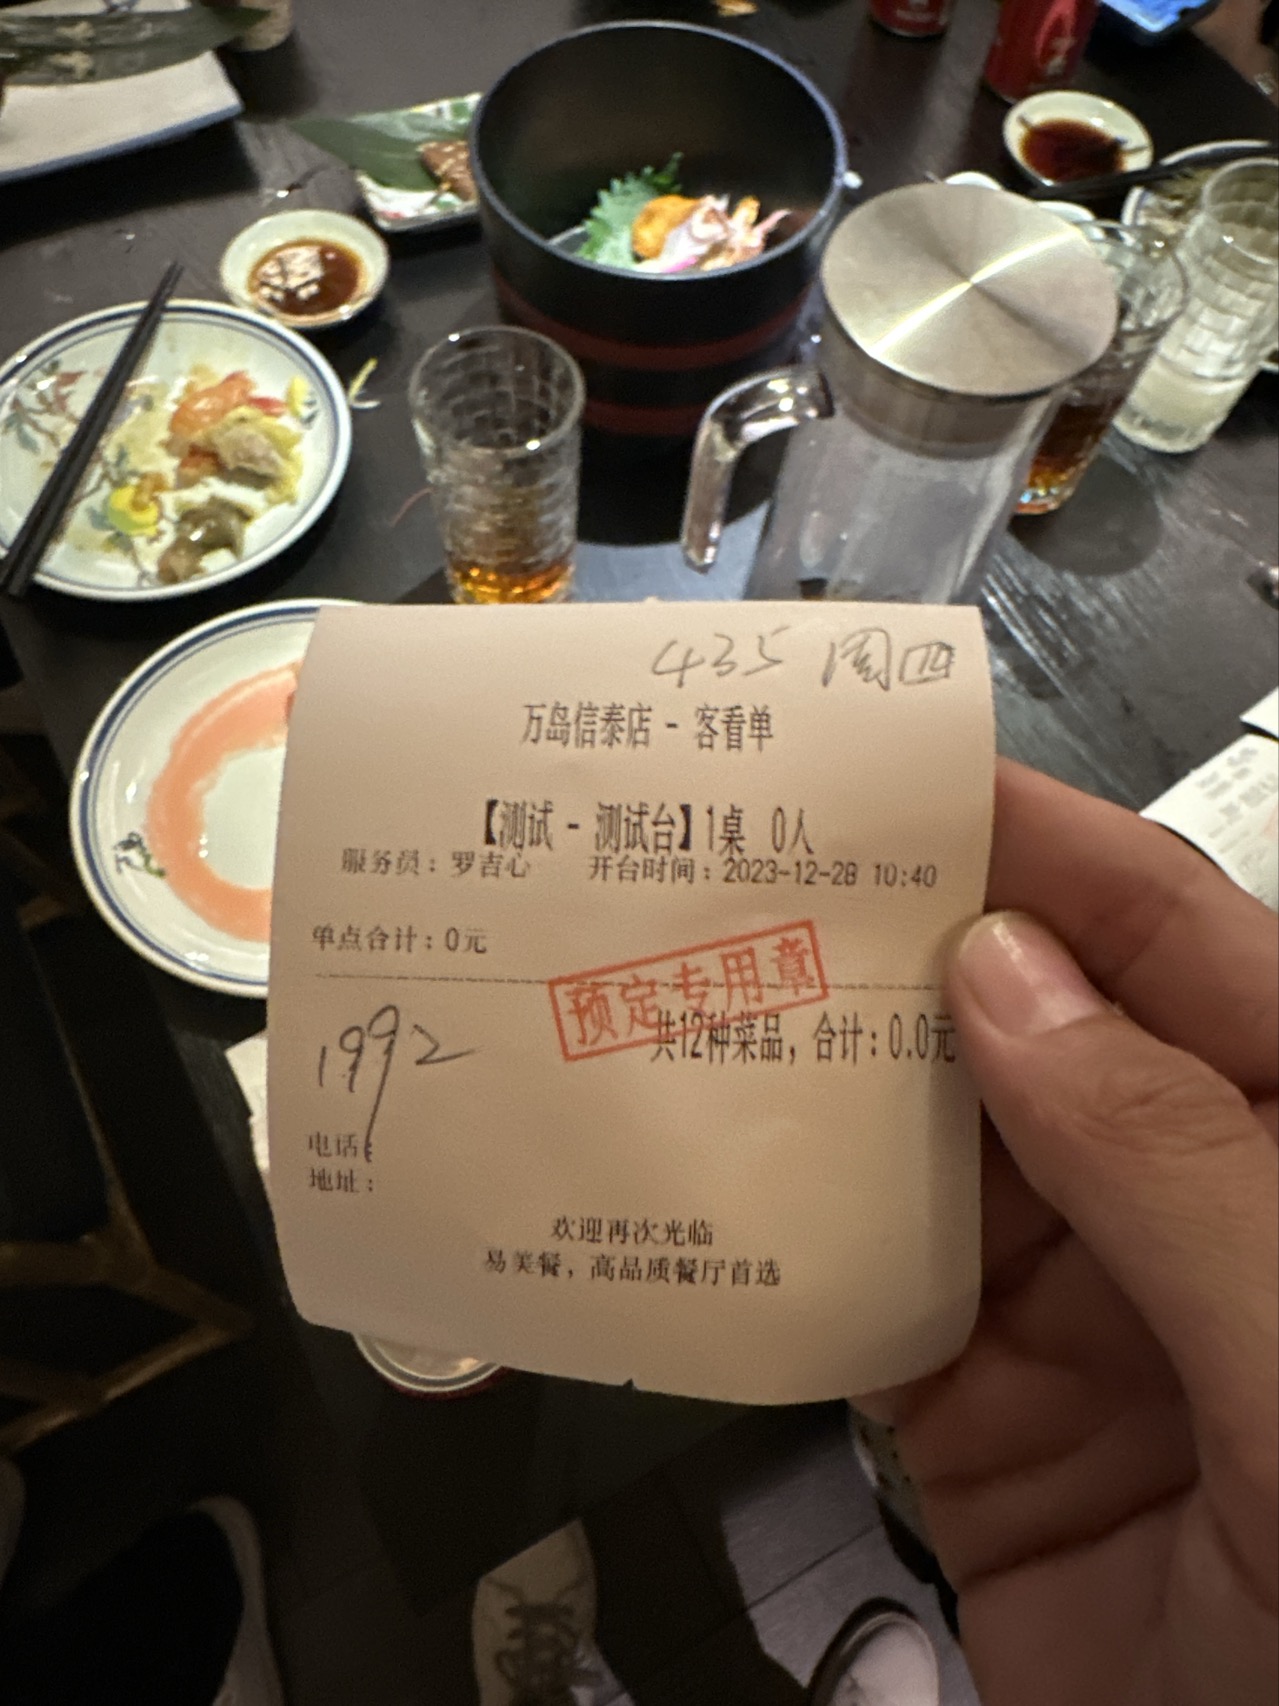 435 周四
万岛信泰店 - 客看单
【测试 - 测试台】1桌 0人
服务员：罗吉心 开台时间：2023-12-28 10:40
单点合计：0元
预定专用章
共12种菜品，合计：0.0元
1992
电话：
地址：
欢迎再次光临
易美餐，高品质餐厅首选